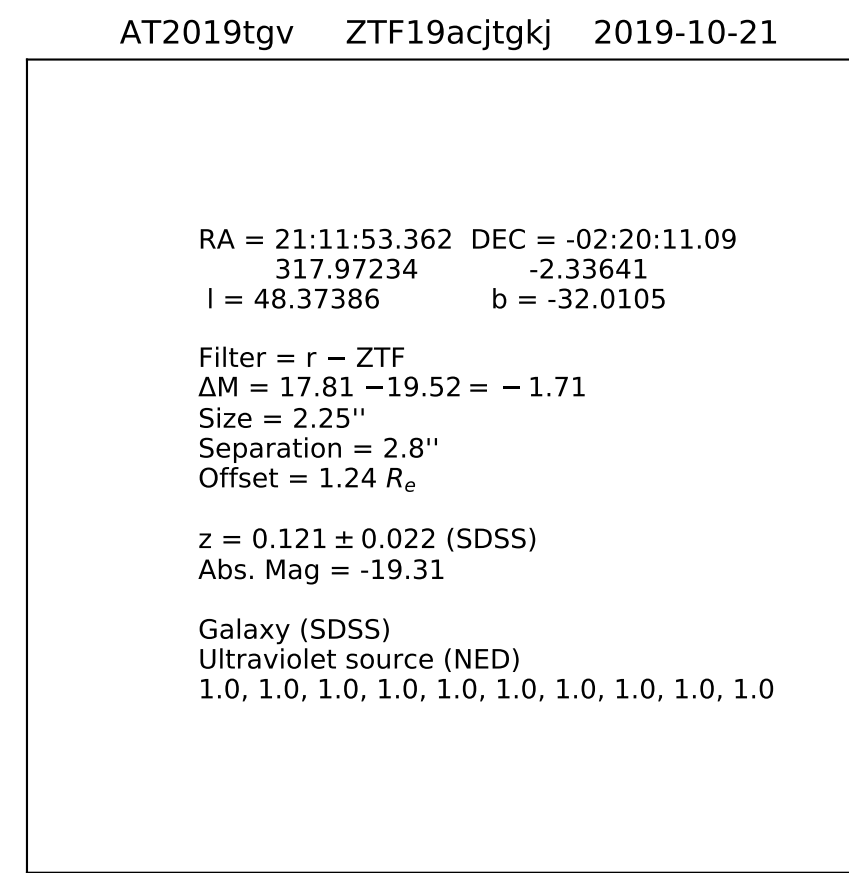 AT2019tgv ZTF19acjtgkj 2019-10-21
RA = 21:11:53.362 DEC = -02:20:11.09
317.97234 -2.33641
l = 48.37386 b = -32.0105
Filter = r − ZTF
ΔM = 17.81 −19.52 = − 1.71
Size = 2.25''
Separation = 2.8''
Offset = 1.24 Rₑ
z = 0.121 ± 0.022 (SDSS)
Abs. Mag = -19.31
Galaxy (SDSS)
Ultraviolet source (NED)
1.0, 1.0, 1.0, 1.0, 1.0, 1.0, 1.0, 1.0, 1.0, 1.0